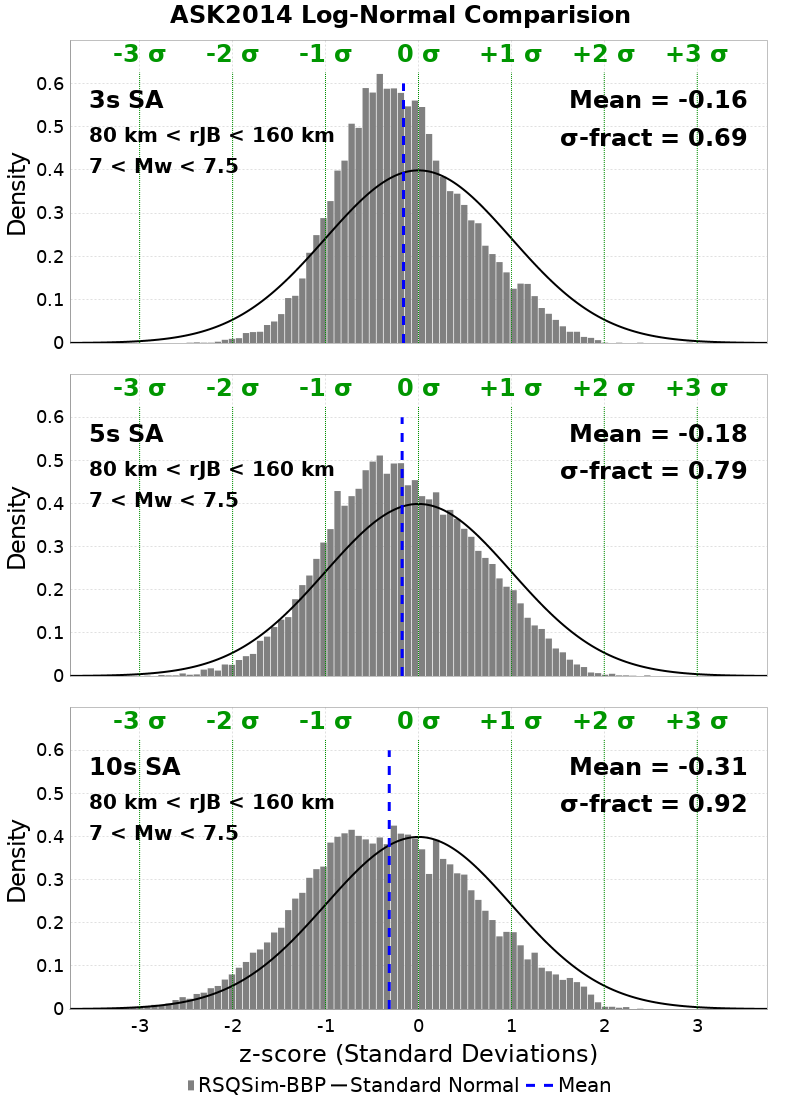 ASK2014 Log-Normal Comparision
-3 σ -2 σ -1 σ 0 σ +1 σ +2 σ +3 σ
3s SA
80 km < rJB < 160 km
7 < Mw < 7.5
Mean = -0.16
σ-fract = 0.69
Density
0.6
0.5
0.4
0.3
0.2
0.1
0
-3 σ -2 σ -1 σ 0 σ +1 σ +2 σ +3 σ
5s SA
80 km < rJB < 160 km
7 < Mw < 7.5
Mean = -0.18
σ-fract = 0.79
Density
0.6
0.5
0.4
0.3
0.2
0.1
0
-3 σ -2 σ -1 σ 0 σ +1 σ +2 σ +3 σ
10s SA
80 km < rJB < 160 km
7 < Mw < 7.5
Mean = -0.31
σ-fract = 0.92
Density
0.6
0.5
0.4
0.3
0.2
0.1
0
-3 -2 -1 0 1 2 3
z-score (Standard Deviations)
RSQSim-BBP Standard Normal Mean